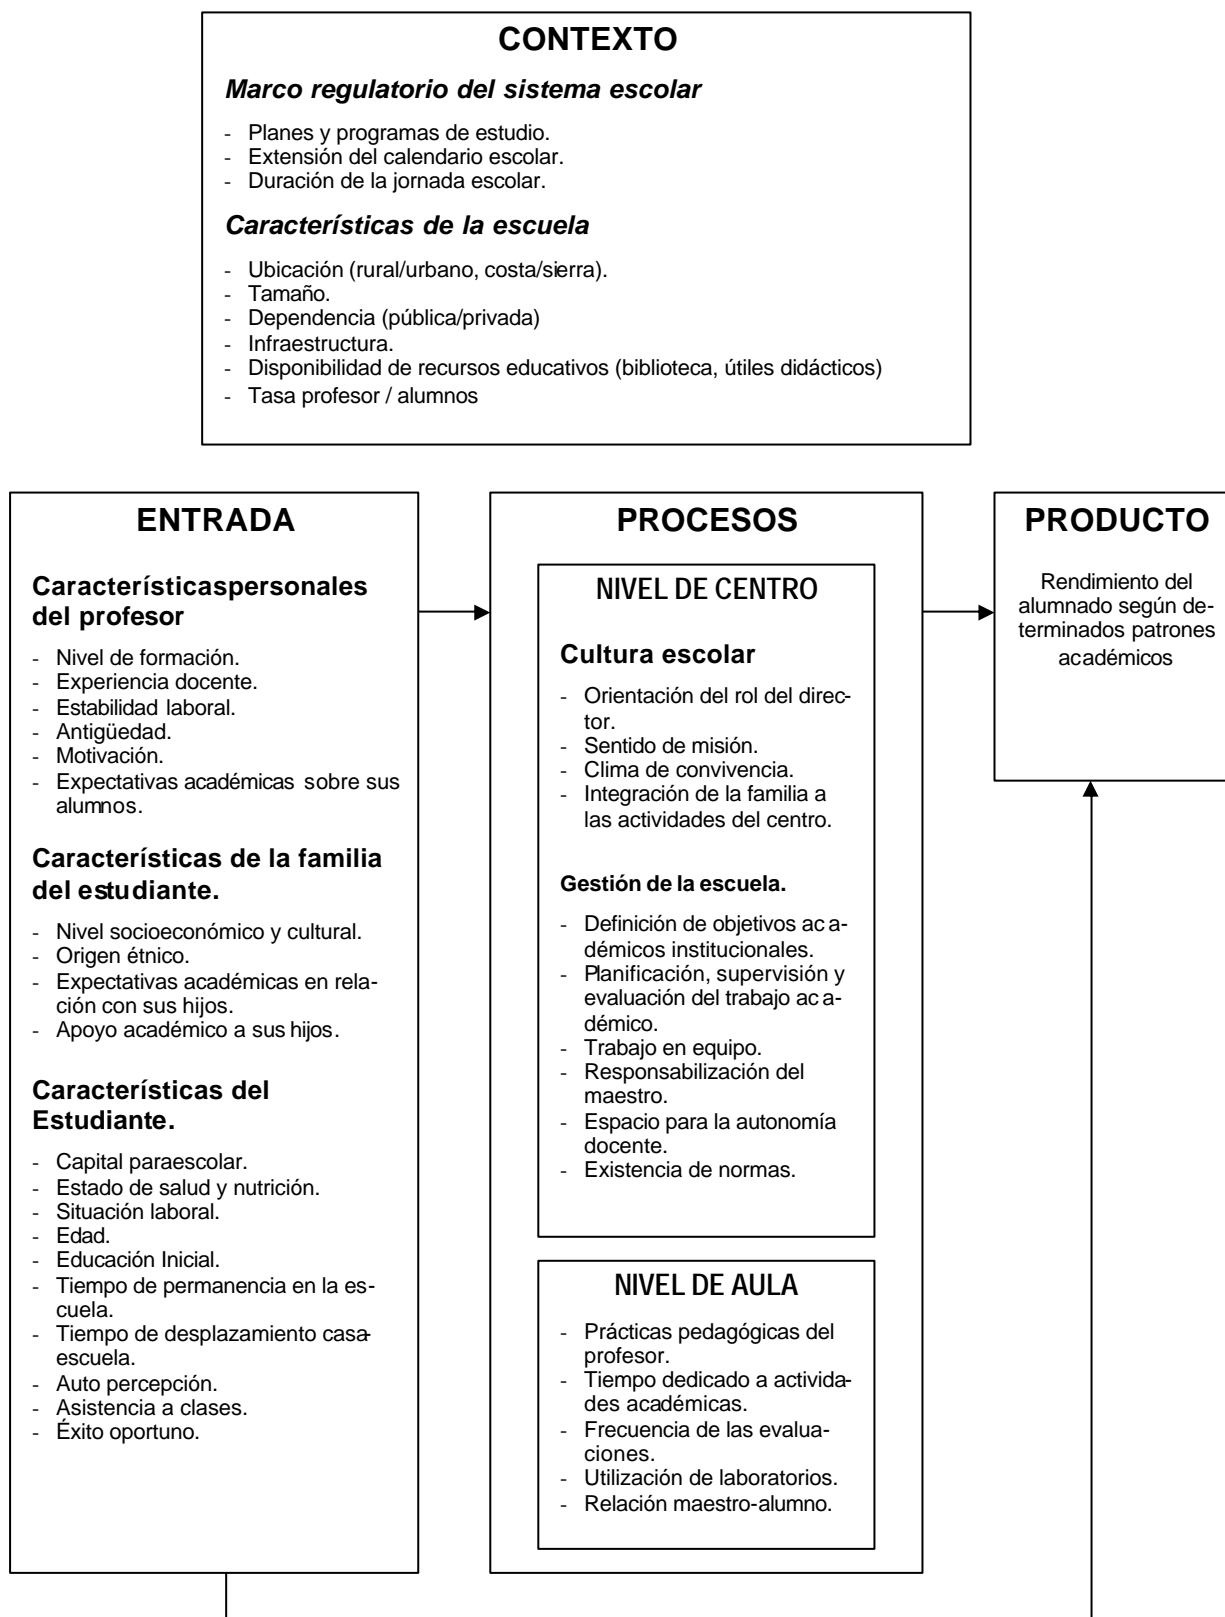 CONTEXTO
Marco regulatorio del sistema escolar
- Planes y programas de estudio.
- Extensión del calendario escolar.
- Duración de la jornada escolar.
Características de la escuela
- Ubicación (rural/urbano, costa/sierra).
- Tamaño.
- Dependencia (pública/privada)
- Infraestructura.
- Disponibilidad de recursos educativos (biblioteca, útiles didácticos)
- Tasa profesor / alumnos
ENTRADA
Característicaspersonales
del profesor
- Nivel de formación.
- Experiencia docente.
- Estabilidad laboral.
- Antigüedad.
- Motivación.
- Expectativas académicas sobre sus
alumnos.
Características de la familia
del estudiante.
- Nivel socioeconómico y cultural.
- Origen étnico.
- Expectativas académicas en rela-
ción con sus hijos.
- Apoyo académico a sus hijos.
Características del
Estudiante.
- Capital paraescolar.
- Estado de salud y nutrición.
- Situación laboral.
- Edad.
- Educación Inicial.
- Tiempo de permanencia en la es-
cuela.
- Tiempo de desplazamiento casa-
escuela.
- Auto percepción.
- Asistencia a clases.
- Éxito oportuno.
PROCESOS
NIVEL DE CENTRO
Cultura escolar
- Orientación del rol del direc-
tor.
- Sentido de misión.
- Clima de convivencia.
- Integración de la familia a
las actividades del centro.
Gestión de la escuela.
- Definición de objetivos aca-
démicos institucionales.
- Planificación, supervisión y
evaluación del trabajo aca-
démico.
- Trabajo en equipo.
- Responsabilización del
maestro.
- Espacio para la autonomía
docente.
- Existencia de normas.
NIVEL DE AULA
- Prácticas pedagógicas del
profesor.
- Tiempo dedicado a activida-
des académicas.
- Frecuencia de las evalua-
ciones.
- Utilización de laboratorios.
- Relación maestro-alumno.
PRODUCTO
Rendimiento del
alumnado según de-
terminados patrones
académicos